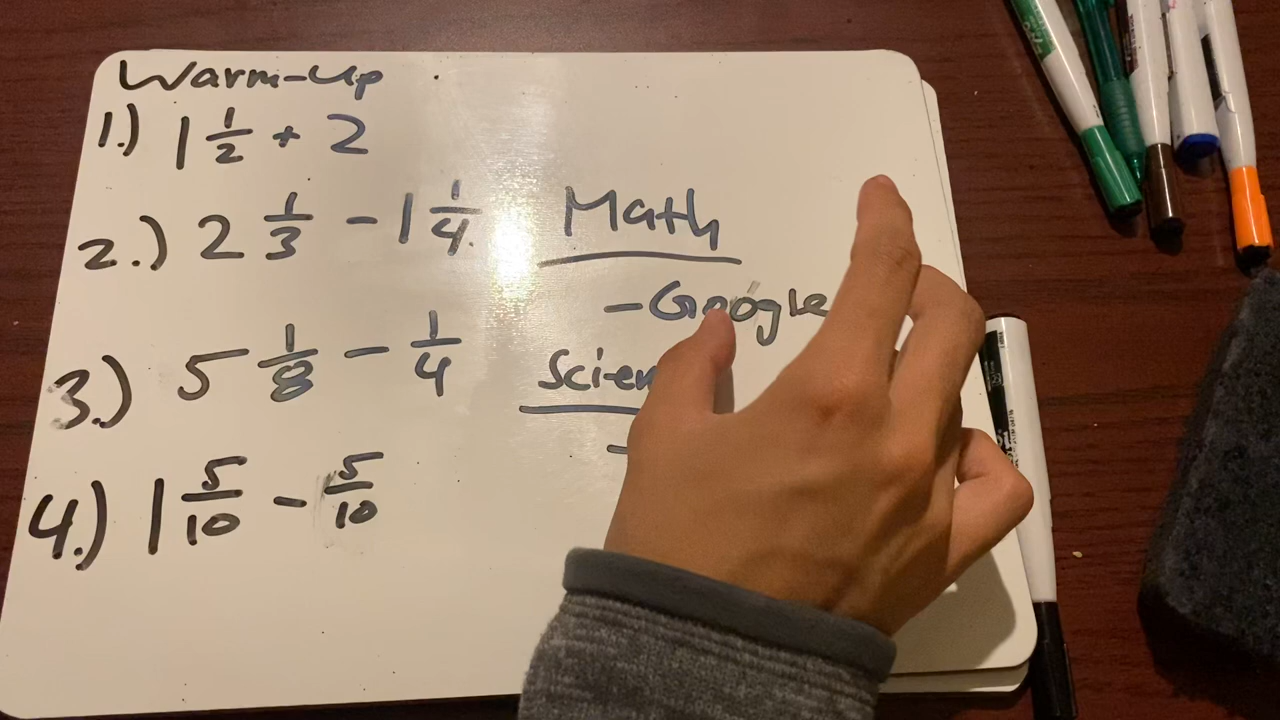 Warm-Up
1.) 1 1/2 + 2
2.) 2 1/3 - 1 1/4
3.) 5 1/8 - 1/4
4.) 1 5/10 - 5/10
Math
- Google
Scien
-